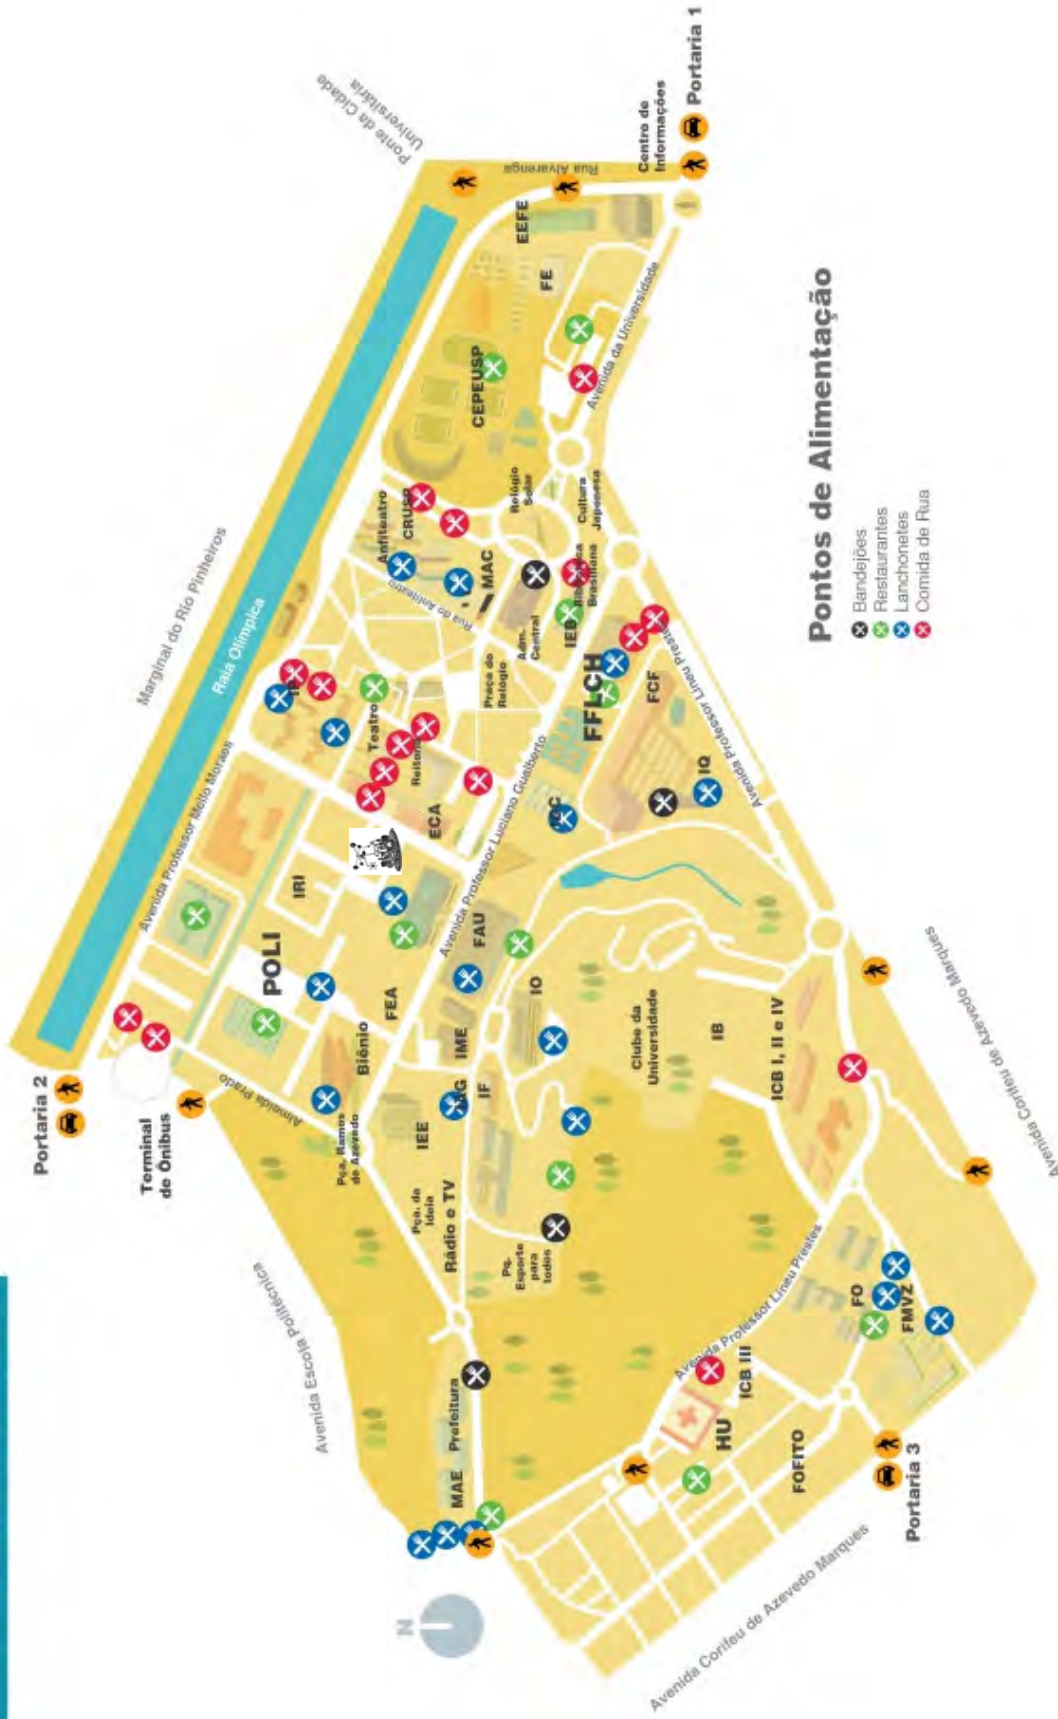 Ponte da Cidade
Universitária
Marginal do Rio Pinheiros
Raia Olímpica
Rua Alvarenga
Centro de
Informações
Portaria 1
Portaria 2
Terminal
de Ônibus
Avenida Professor Mello Moraes
Avenida Escola Politécnica
Almeida Prado
POLI
IRI
IP
Teatro
Reitoria
ECA
Anfiteatro
CRUSP
Rua do Anfiteatro
MAC
CEPEUSP
EEFE
FE
Avenida da Universidade
Relógio
Solar
Cultura
Japonesa
Brasiliana
Adm.
Central
Praça do
Relógio
IEB
FFLCH
FCF
IQ
Avenida Professor Luciano Gualberto
Avenida Professor Lineu Prestes
FAU
FEA
Biênio
Pça. Ramos
de Azevedo
IEE
IME
IF
IO
Pça. da
Ideia
Rádio e TV
Pq.
Esporte
para
todos
Clube da
Universidade
IB
ICB I, II e IV
Avenida Corifeu de Azevedo Marques
Prefeitura
MAE
Avenida Professor Lineu Prestes
ICB III
HU
FO
FMVZ
FOFITO
Portaria 3
Avenida Corifeu de Azevedo Marques
N
Pontos de Alimentação
Bandejões
Restaurantes
Lanchonetes
Comida de Rua